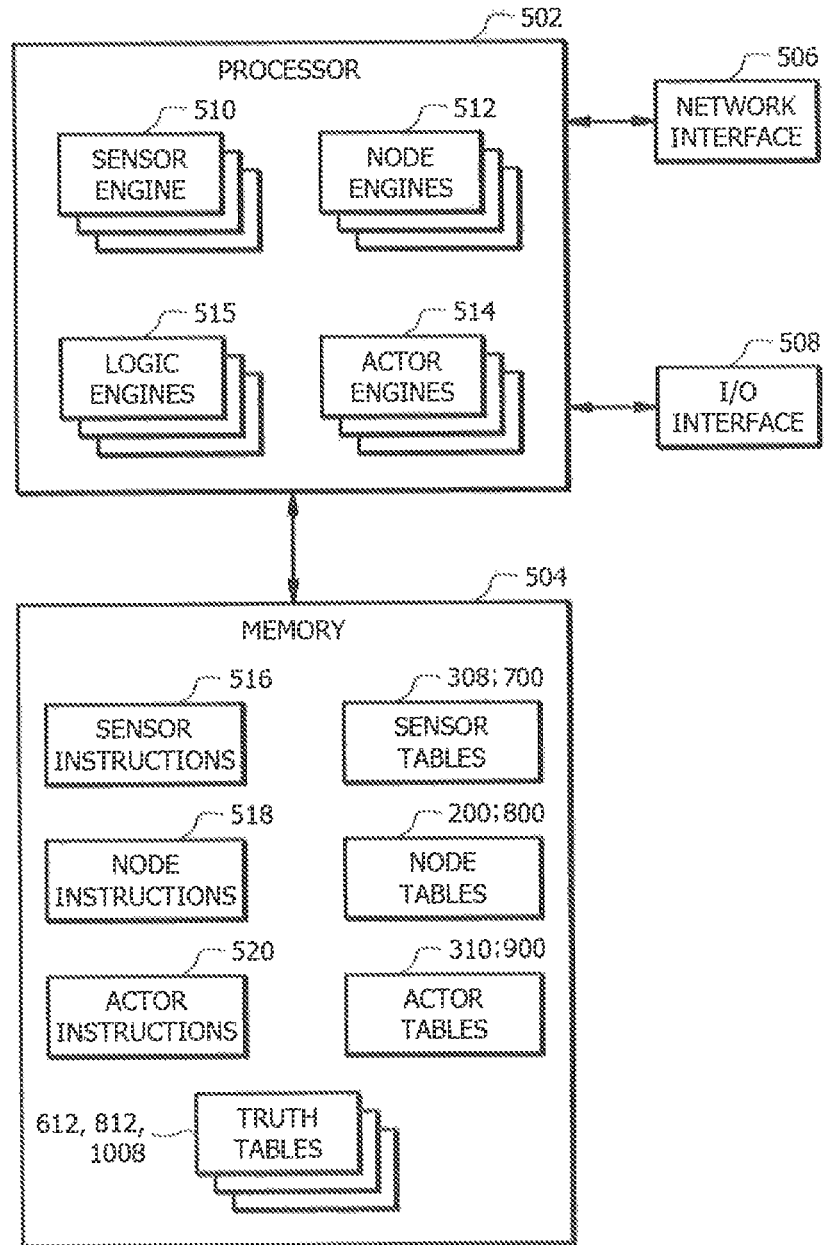 502
PROCESSOR
506
NETWORK
INTERFACE
510
SENSOR
ENGINE
512
NODE
ENGINES
515
LOGIC
ENGINES
514
ACTOR
ENGINES
508
I/O
INTERFACE
504
MEMORY
516
SENSOR
INSTRUCTIONS
308;700
SENSOR
TABLES
518
NODE
INSTRUCTIONS
200;800
NODE
TABLES
520
ACTOR
INSTRUCTIONS
310;900
ACTOR
TABLES
612, 812,
1008
TRUTH
TABLES